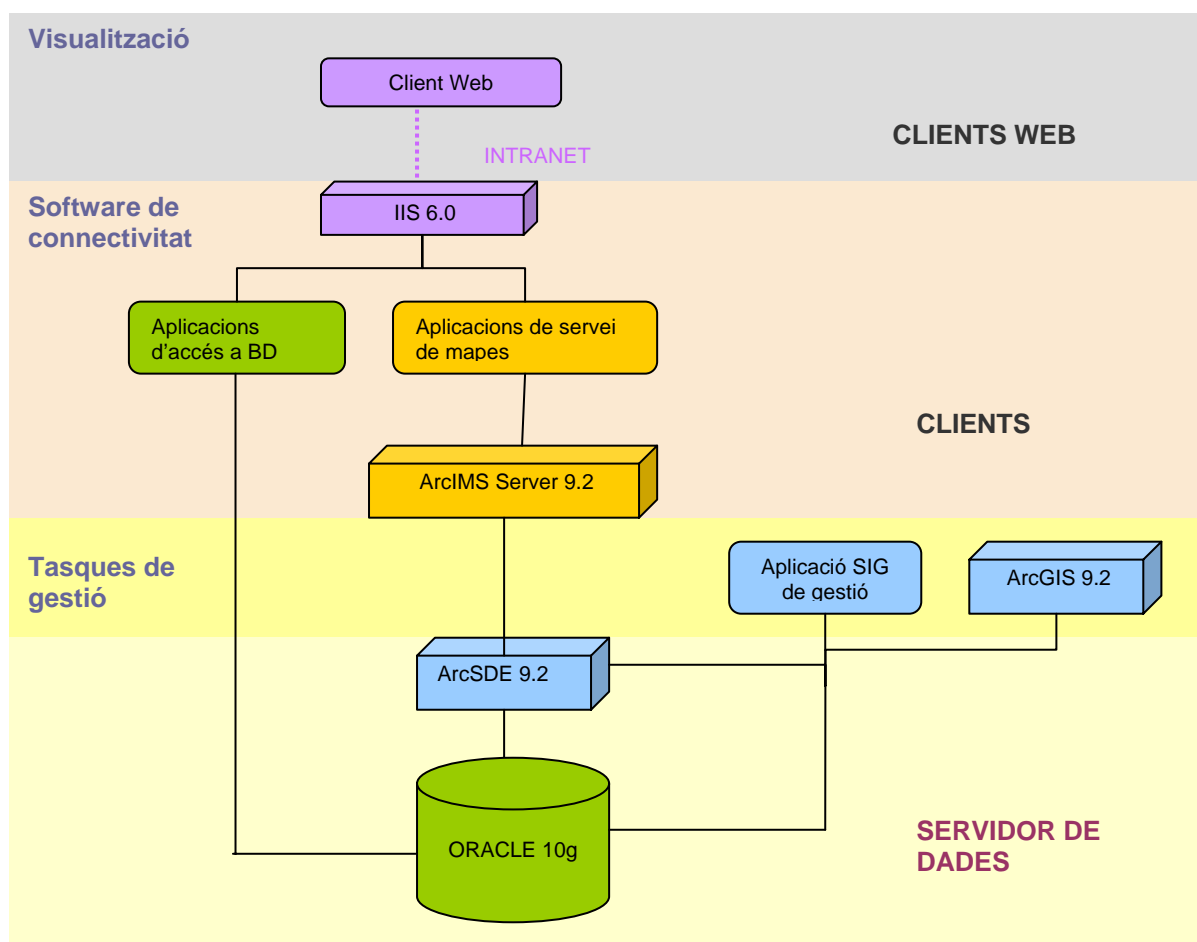 Visualització
Client Web
CLIENTS WEB
INTRANET
Software de
connectivitat
IIS 6.0
Aplicacions
d'accés a BD
Aplicacions de servei
de mapes
CLIENTS
ArcIMS Server 9.2
Tasques de
gestió
Aplicació SIG
de gestió
ArcGIS 9.2
ArcSDE 9.2
ORACLE 10g
SERVIDOR DE
DADES